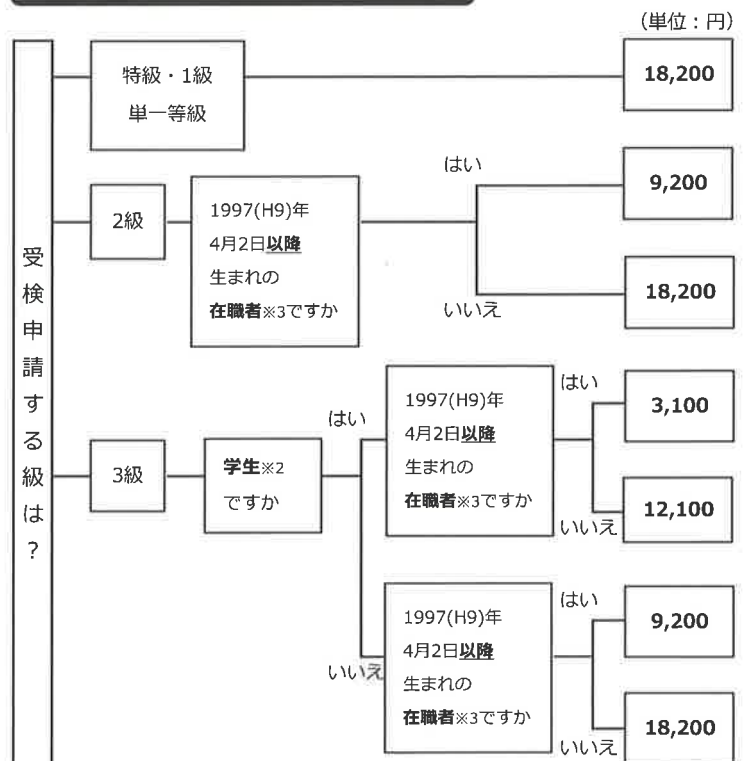 (単位：円)
受検申請する級は？
特級・1級
単一等級
18,200
2級
1997(H9)年
4月2日以降
生まれの
在職者※3ですか
はい
9,200
いいえ
18,200
3級
学生※2
ですか
はい
1997(H9)年
4月2日以降
生まれの
在職者※3ですか
はい
3,100
いいえ
12,100
いいえ
1997(H9)年
4月2日以降
生まれの
在職者※3ですか
はい
9,200
いいえ
18,200